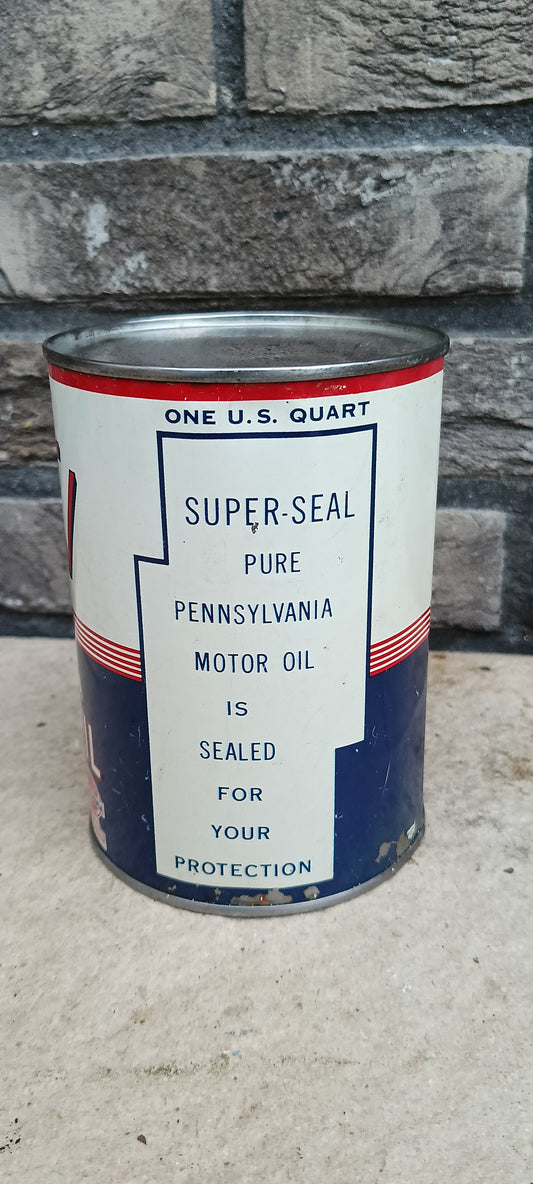 ONE U.S. QUART
SUPER-SEAL
PURE
PENNSYLVANIA
MOTOR OIL
IS
SEALED
FOR
YOUR
PROTECTION